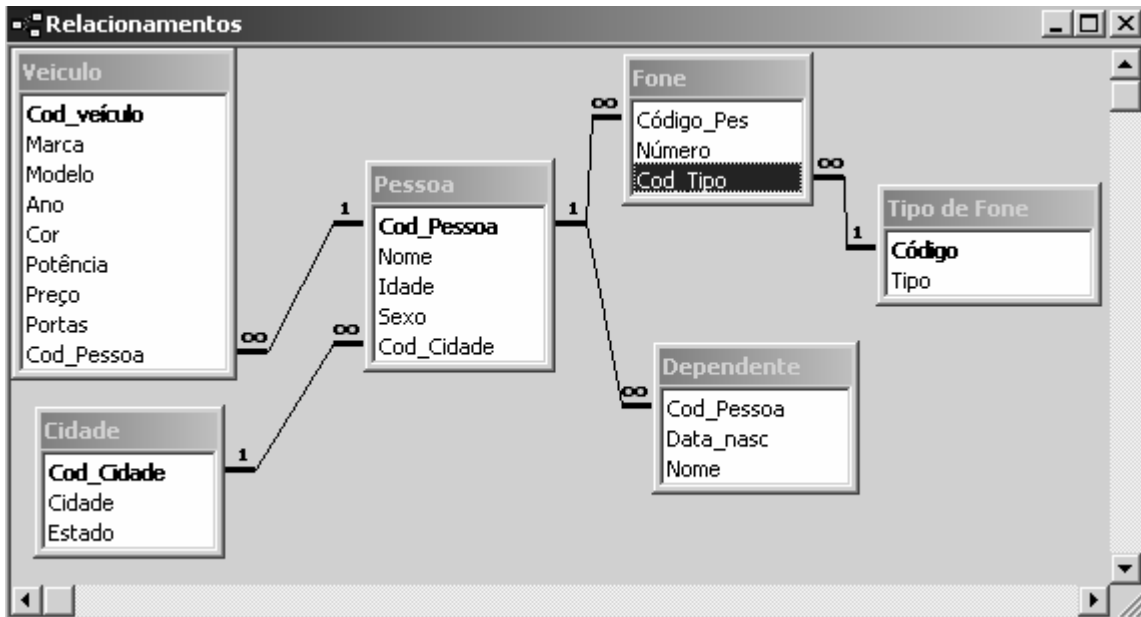 Relacionamentos
Veiculo
Cod_veículo
Marca
Modelo
Ano
Cor
Potência
Preço
Portas
Cod_Pessoa
∞
1
Cidade
Cod_Cidade
Cidade
Estado
1
∞
Pessoa
Cod_Pessoa
Nome
Idade
Sexo
Cod_Cidade
1
∞
Fone
Código_Pes
Número
Cod_Tipo
∞
1
Tipo de Fone
Código
Tipo
∞
Dependente
Cod_Pessoa
Data_nasc
Nome